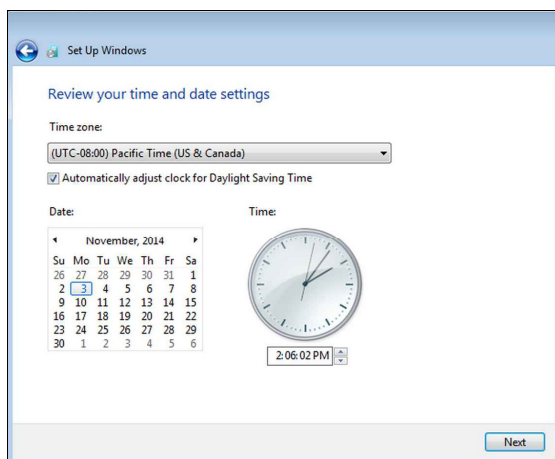 Set Up Windows
Review your time and date settings
Time zone:
(UTC-08:00) Pacific Time (US & Canada)
Automatically adjust clock for Daylight Saving Time
Date:
Time:
November, 2014
Su Mo Tu We Th Fr Sa
26 27 28 29 30 31 1
2 3 4 5 6 7 8
9 10 11 12 13 14 15
16 17 18 19 20 21 22
23 24 25 26 27 28 29
30 1 2 3 4 5 6
2:06:02 PM
Next